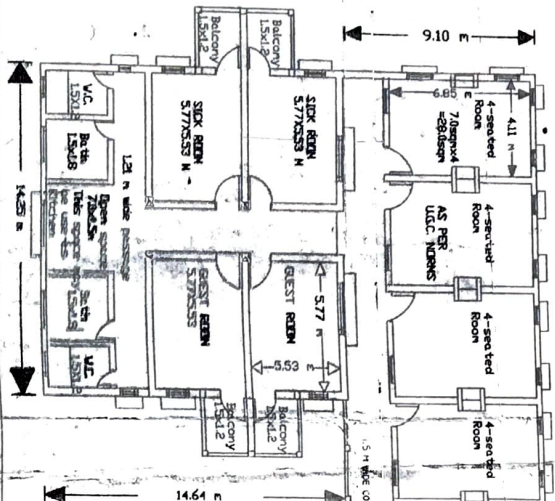 9.10 m
Balcony
1.5x1.2
Balcony
1.5x1.2
6.85 m
4.11 m
4-seated
Room
7.0sqmx4
=28.0sqm
W.C.
1.5X1.2
Bath
1.5x1.8
SICK ROOM
5.77X5.53 M
SICK ROOM
5.77X5.53 M
1.21 m wide passage
14.25 m
Open space
This space may
be use as
Kitchen
4-seated
Room
AS PER
U.G.C. NORMS
GUEST ROOM
5.77X5.53
GUEST ROOM
5.77 m
5.53 m
Bath
1.5x1.8
4-seated
Room
W.C.
1.5X1.2
Balcony
1.5x1.2
Balcony
1.5x1.2
4-seated
Room
14.64 m